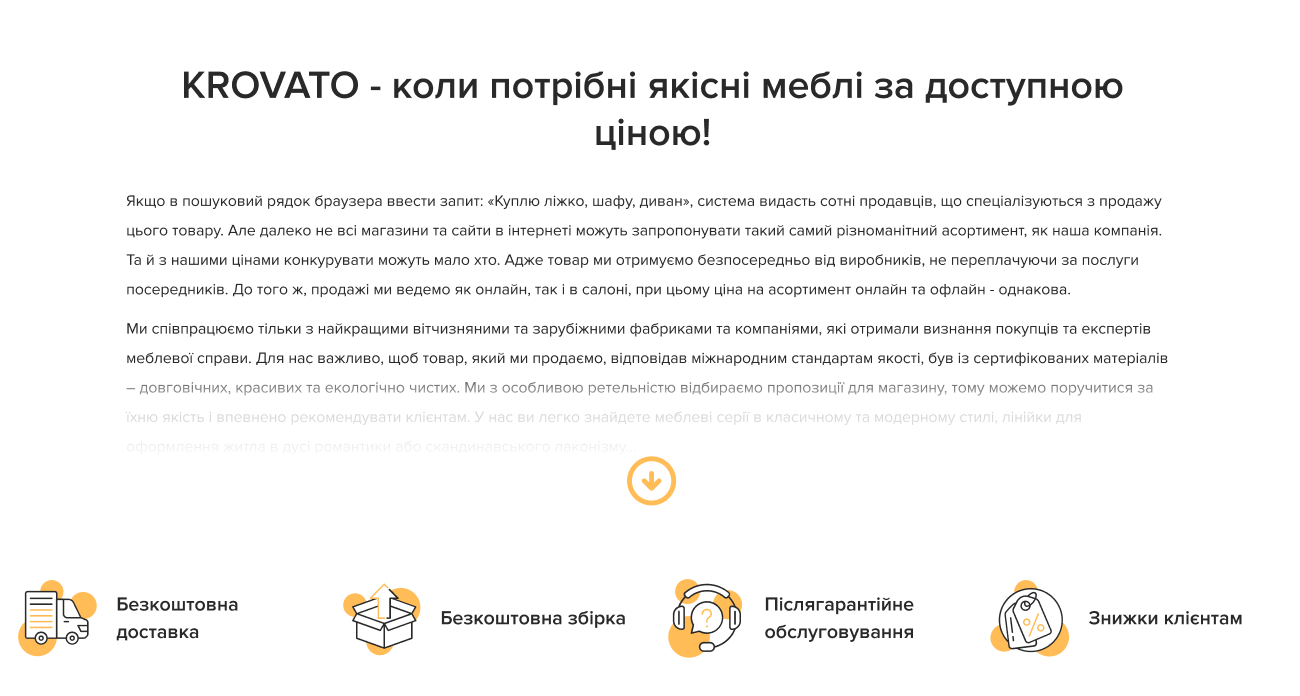 KROVATO - коли потрібні якісні меблі за доступною
ціною!
Якщо в пошуковий рядок браузера ввести запит: «Куплю ліжко, шафу, диван», система видасть сотні продавців, що спеціалізуються з продажу
цього товару. Але далеко не всі магазини та сайти в інтернеті можуть запропонувати такий самий різноманітний асортимент, як наша компанія.
Та й з нашими цінами конкурувати можуть мало хто. Адже товар ми отримуємо безпосередньо від виробників, не переплачуючи за послуги
посередників. До того ж, продажі ми ведемо як онлайн, так і в салоні, при цьому ціна на асортимент онлайн та офлайн - однакова.
Ми співпрацюємо тільки з найкращими вітчизняними та зарубіжними фабриками та компаніями, які отримали визнання покупців та експертів
меблевої справи. Для нас важливо, щоб товар, який ми продаємо, відповідав міжнародним стандартам якості, був із сертифікованих матеріалів
– довговічних, красивих та екологічно чистих. Ми з особливою ретельністю відбираємо пропозиції для магазину, тому можемо поручитися за
їхню якість і впевнено рекомендувати клієнтам. У нас ви легко знайдете меблеві серії в класичному та модерному стилі, лінійки для
оформлення житла в дусі романтики або скандинавського лаконізму.
Безкоштовна
доставка
Безкоштовна збірка
Післягарантійне
обслуговування
Знижки клієнтам